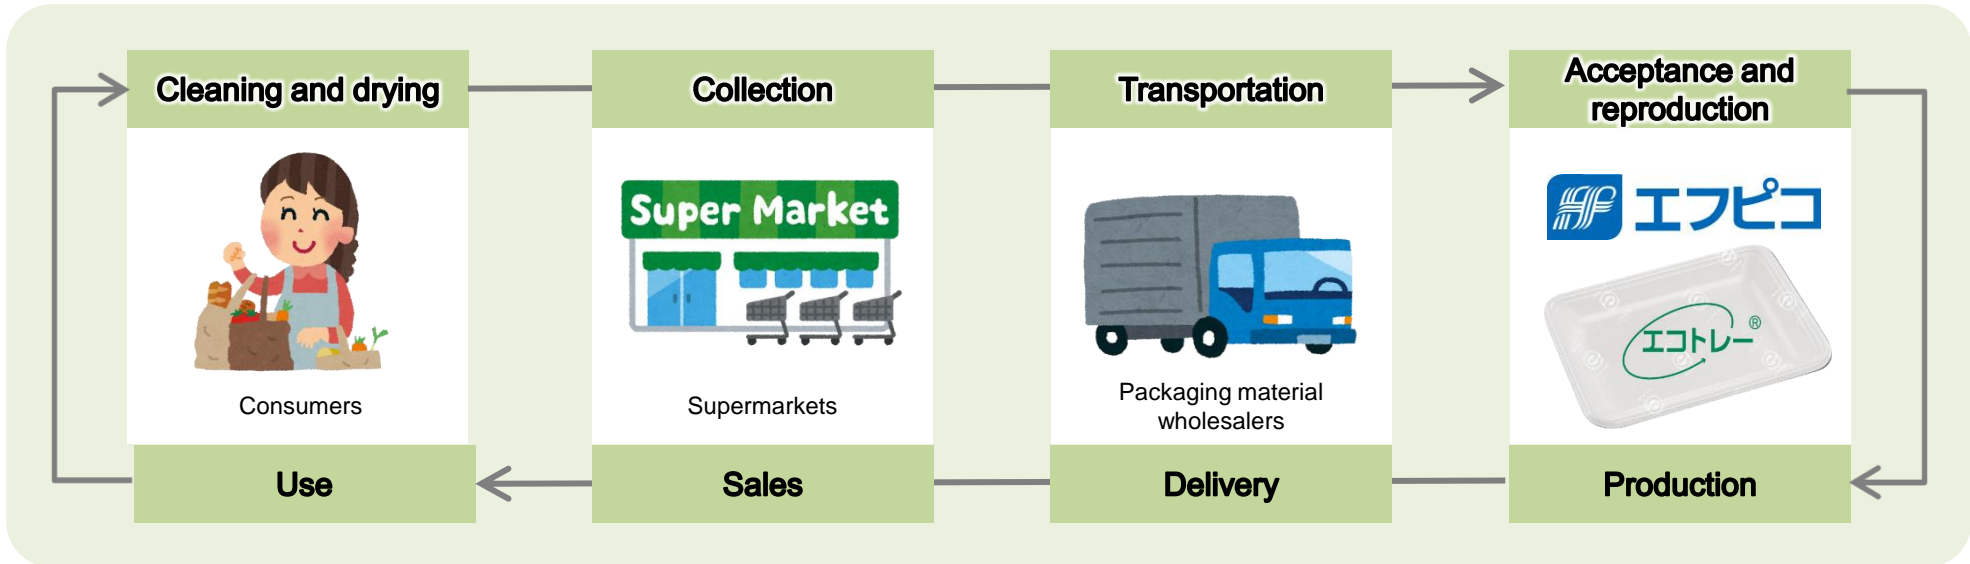 Cleaning and drying
Collection
Transportation
Acceptance and
reproduction
Super Market
エフピコ
エコトレー®
Consumers
Supermarkets
Packaging material
wholesalers
Use
Sales
Delivery
Production